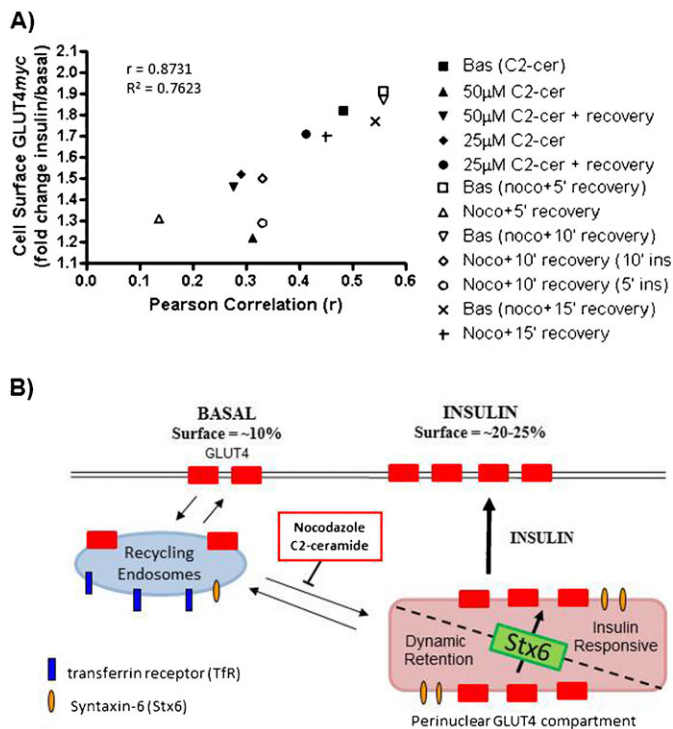 A)
r = 0.8731
R² = 0.7623
Cell Surface GLUT4myc
(fold change insulin/basal)
2.1
2.0
1.9
1.8
1.7
1.6
1.5
1.4
1.3
1.2
1.1
0.0 0.1 0.2 0.3 0.4 0.5 0.6
Pearson Correlation (r)
Bas (C2-cer)
50µM C2-cer
50µM C2-cer + recovery
25µM C2-cer
25µM C2-cer + recovery
Bas (noco+5' recovery)
Noco+5' recovery
Bas (noco+10' recovery)
Noco+10' recovery (10' ins)
Noco+10' recovery (5' ins)
Bas (noco+15' recovery)
Noco+15' recovery
B)
BASAL
Surface = ~10%
GLUT4
INSULIN
Surface = ~20-25%
Nocodazole
C2-ceramide
INSULIN
Recycling
Endosomes
Dynamic
Retention
Stx6
Insulin
Responsive
transferrin receptor (TfR)
Syntaxin-6 (Stx6)
Perinuclear GLUT4 compartment